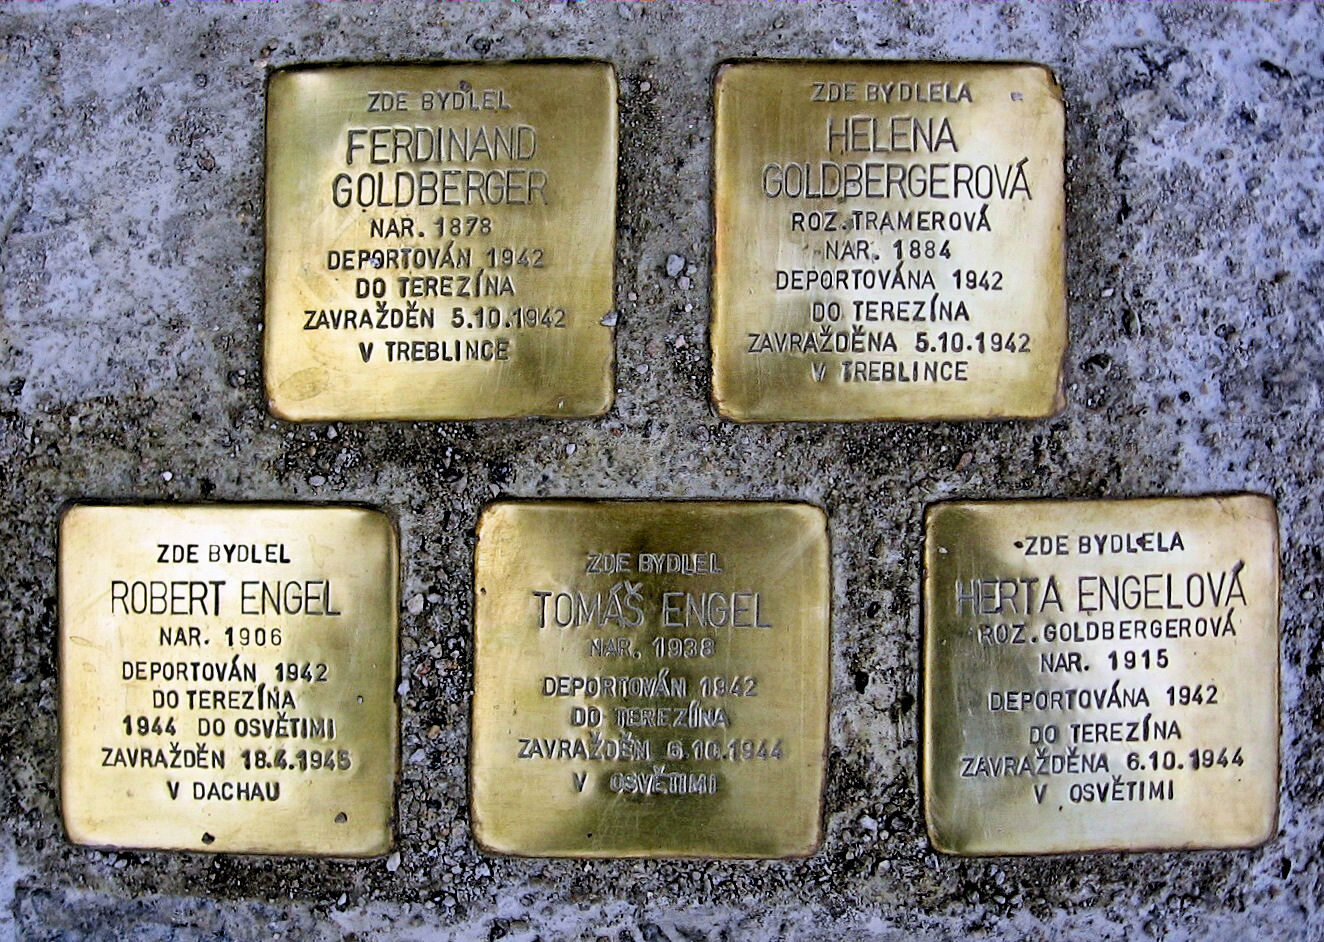 ZDE BYDLEL
FERDINAND
GOLDBERGER
NAR. 1878
DEPORTOVÁN 1942
DO TEREZÍNA
ZAVRAŽDĚN 5.10.1942
V TREBLINCE
ZDE BYDLELA
HELENA
GOLDBERGEROVÁ
ROZ. TRAMEROVÁ
NAR. 1884
DEPORTOVÁNA 1942
DO TEREZÍNA
ZAVRAŽDĚNA 5.10.1942
V TREBLINCE
ZDE BYDLEL
ROBERT ENGEL
NAR. 1906
DEPORTOVÁN 1942
DO TEREZÍNA
1944 DO OSVĚTIMI
ZAVRAŽDĚN 18.4.1945
V DACHAU
ZDE BYDLEL
TOMÁŠ ENGEL
NAR. 1938
DEPORTOVÁN 1942
DO TEREZÍNA
ZAVRAŽDĚN 6.10.1944
V OSVĚTIMI
ZDE BYDLELA
HERTA ENGELOVÁ
ROZ. GOLDBERGEROVÁ
NAR. 1915
DEPORTOVÁNA 1942
DO TEREZÍNA
ZAVRAŽDĚNA 6.10.1944
V OSVĚTIMI